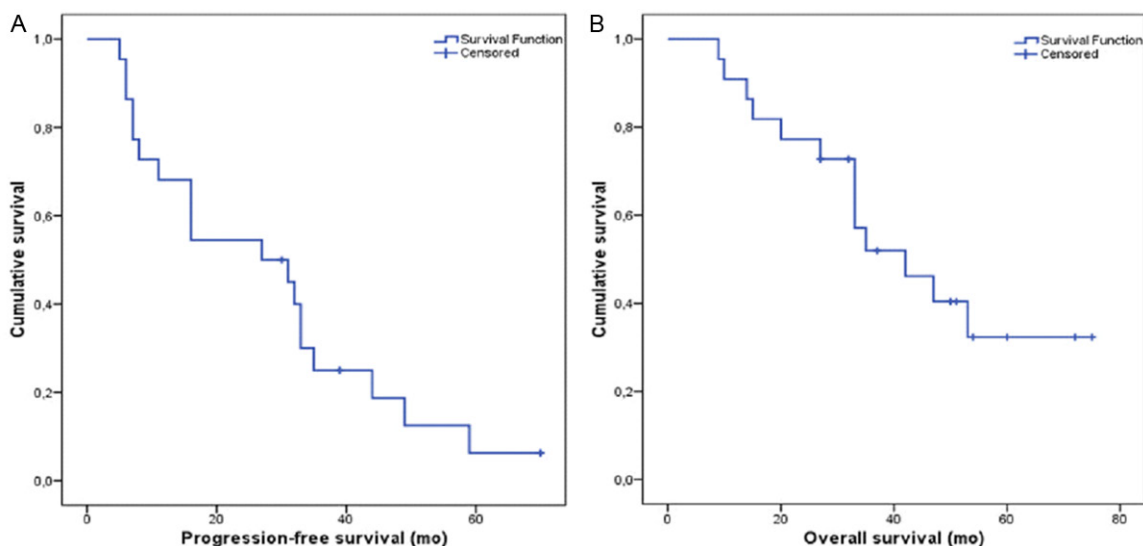 A
Survival Function
Censored
1,0
0,8
0,6
0,4
0,2
0,0
Cumulative survival
0
20
40
60
Progression-free survival (mo)
B
Survival Function
Censored
1,0
0,8
0,6
0,4
0,2
0,0
Cumulative survival
0
20
40
60
80
Overall survival (mo)